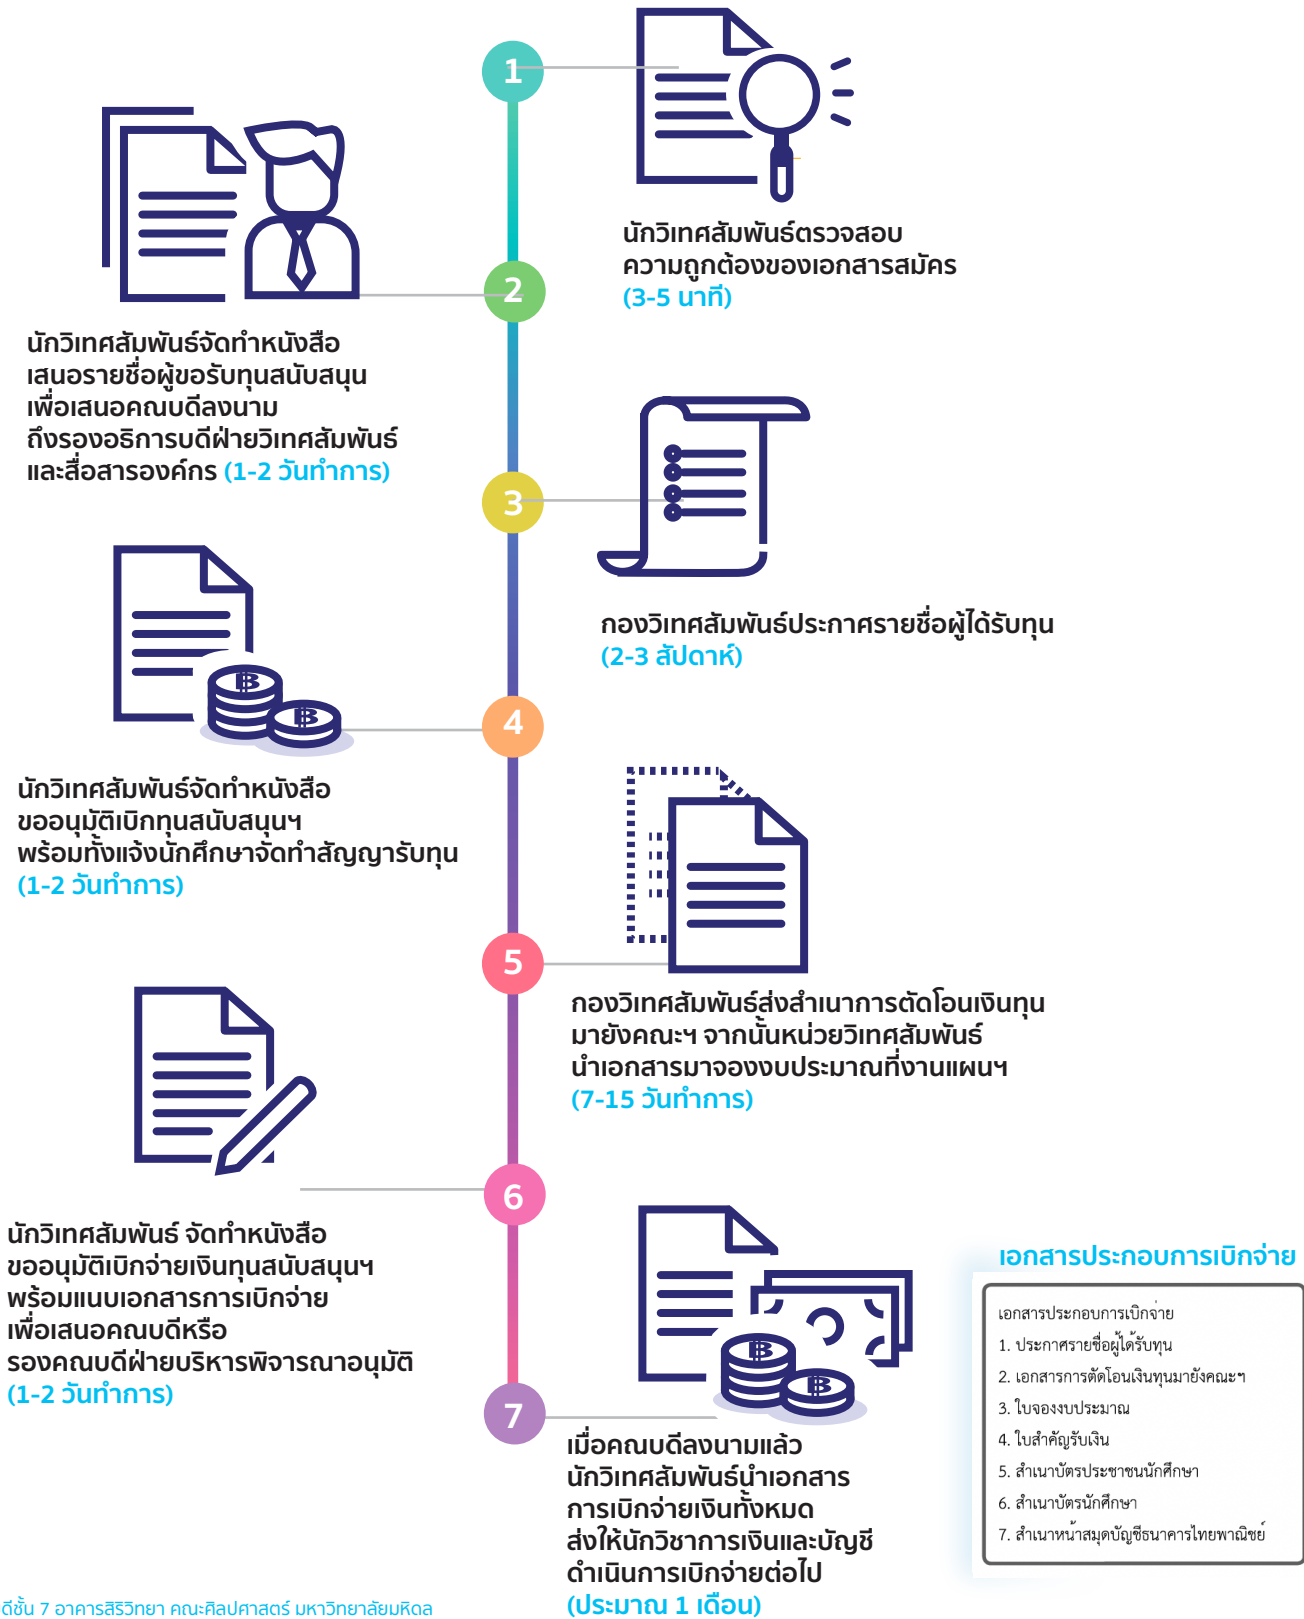 1
นักวิเทศสัมพันธ์ตรวจสอบ
ความถูกต้องของเอกสารสมัคร
(3-5 นาที)
2
นักวิเทศสัมพันธ์จัดทำหนังสือ
เสนอรายชื่อผู้ขอรับทุนสนับสนุน
เพื่อเสนอคณบดีลงนาม
ถึงรองอธิการบดีฝ่ายวิเทศสัมพันธ์
และสื่อสารองค์กร (1-2 วันทำการ)
3
กองวิเทศสัมพันธ์ประกาศรายชื่อผู้ได้รับทุน
(2-3 สัปดาห์)
4
นักวิเทศสัมพันธ์จัดทำหนังสือ
ขออนุมัติเบิกทุนสนับสนุนฯ
พร้อมทั้งแจ้งนักศึกษาจัดทำสัญญารับทุน
(1-2 วันทำการ)
5
กองวิเทศสัมพันธ์ส่งสำเนาการตัดโอนเงินทุน
มายังคณะฯ จากนั้นหน่วยวิเทศสัมพันธ์
นำเอกสารมาจองงบประมาณที่งานแผนฯ
(7-15 วันทำการ)
6
นักวิเทศสัมพันธ์ จัดทำหนังสือ
ขออนุมัติเบิกจ่ายเงินทุนสนับสนุนฯ
พร้อมแนบเอกสารการเบิกจ่าย
เพื่อเสนอคณบดีหรือ
รองคณบดีฝ่ายบริหารพิจารณาอนุมัติ
(1-2 วันทำการ)
7
เมื่อคณบดีลงนามแล้ว
นักวิเทศสัมพันธ์นำเอกสาร
การเบิกจ่ายเงินทั้งหมด
ส่งให้นักวิชาการเงินและบัญชี
ดำเนินการเบิกจ่ายต่อไป
(ประมาณ 1 เดือน)
เอกสารประกอบการเบิกจ่าย
เอกสารประกอบการเบิกจ่าย
1. ประกาศรายชื่อผู้ได้รับทุน
2. เอกสารการตัดโอนเงินทุนมายังคณะฯ
3. ใบจองงบประมาณ
4. ใบสำคัญรับเงิน
5. สำเนาบัตรประชาชนนักศึกษา
6. สำเนาบัตรนักศึกษา
7. สำเนาหน้าสมุดบัญชีธนาคารไทยพาณิชย์
ดีชั้น 7 อาคารสิริวิทยา คณะศิลปศาสตร์ มหาวิทยาลัยมหิดล